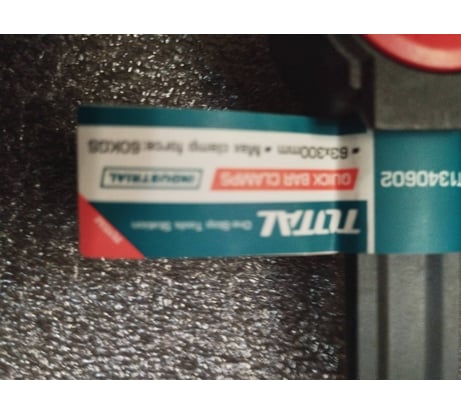 TOTAL
One Stop Tools Station
QUICK BAR CLAMPS INDUSTRIAL
• 63x300mm • Max clamp force: 60KGS
T1340602